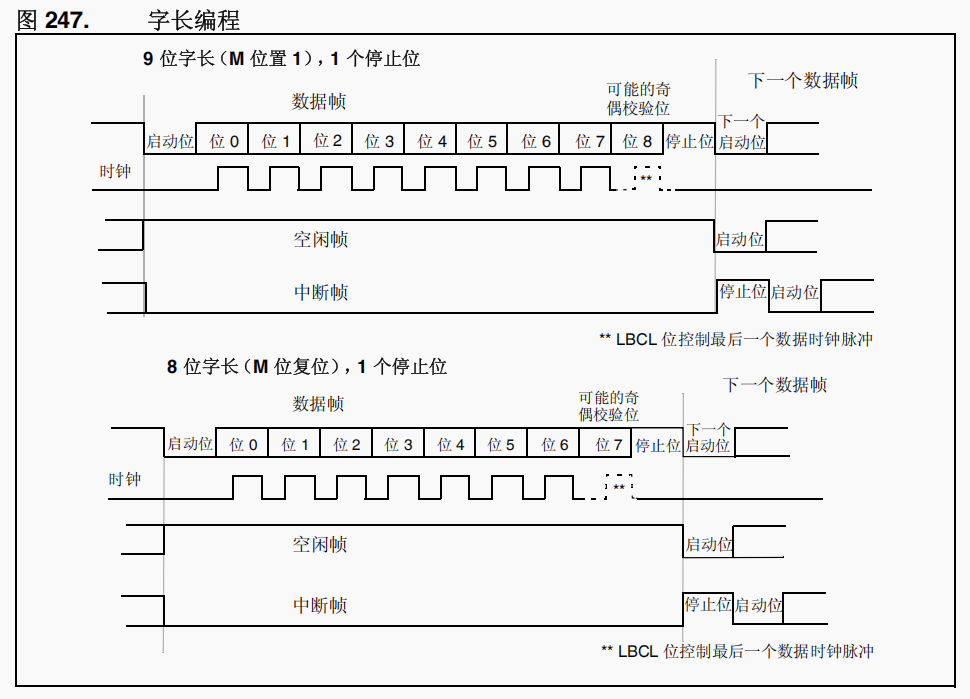 图 247. 字长编程
9 位字长（M 位置 1），1 个停止位
下一个数据帧
数据帧
可能的奇
偶校验位
下一个
启动位 位 0 位 1 位 2 位 3 位 4 位 5 位 6 位 7 位 8 停止位 启动位
时钟
**
空闲帧 启动位
中断帧 停止位 启动位
** LBCL 位控制最后一个数据时钟脉冲
8 位字长（M 位复位），1 个停止位
下一个数据帧
数据帧
可能的奇
偶校验位
下一个
启动位 位 0 位 1 位 2 位 3 位 4 位 5 位 6 位 7 停止位 启动位
时钟
**
空闲帧 启动位
中断帧 停止位 启动位
** LBCL 位控制最后一个数据时钟脉冲